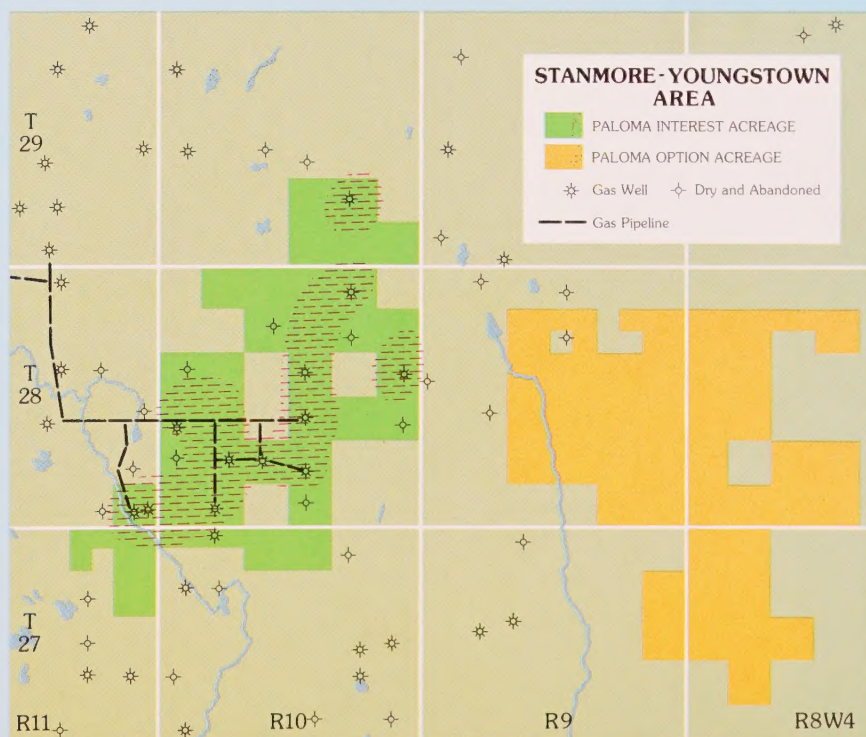 STANMORE-YOUNGSTOWN
AREA
PALOMA INTEREST ACREAGE
PALOMA OPTION ACREAGE
Gas Well
Dry and Abandoned
Gas Pipeline
T
29
T
28
T
27
R11
R10
R9
R8W4